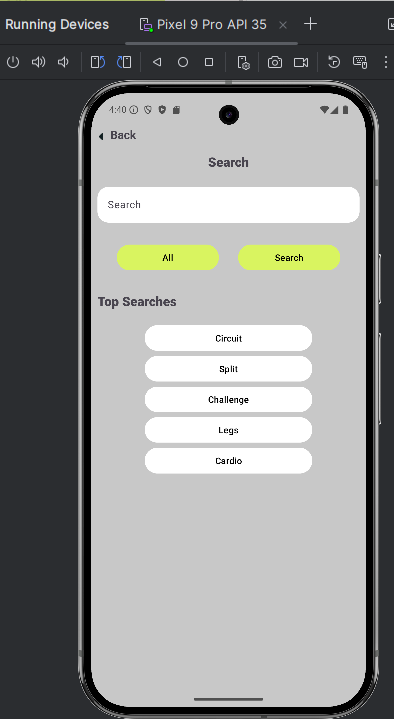 Running Devices
Pixel 9 Pro API 35
4:40
Back
Search
Search
All
Search
Top Searches
Circuit
Split
Challenge
Legs
Cardio